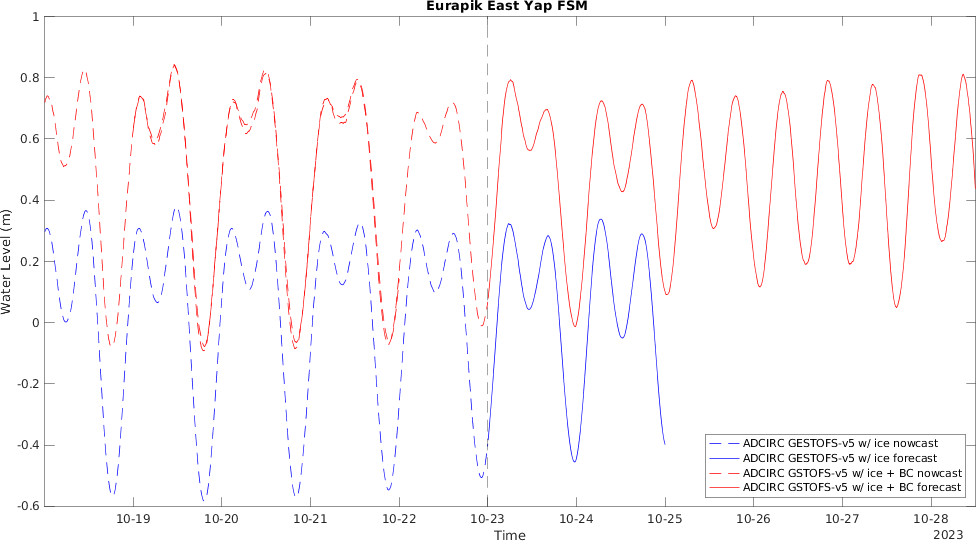 Eurapik East Yap FSM
1
0.8
0.6
0.4
0.2
0
-0.2
-0.4
-0.6
Water Level (m)
10-19 10-20 10-21 10-22 10-23 10-24 10-25 10-26 10-27 10-28
Time
2023
ADCIRC GESTOFS-v5 w/ ice nowcast
ADCIRC GESTOFS-v5 w/ ice forecast
ADCIRC GSTOFS-v5 w/ ice + BC nowcast
ADCIRC GSTOFS-v5 w/ ice + BC forecast